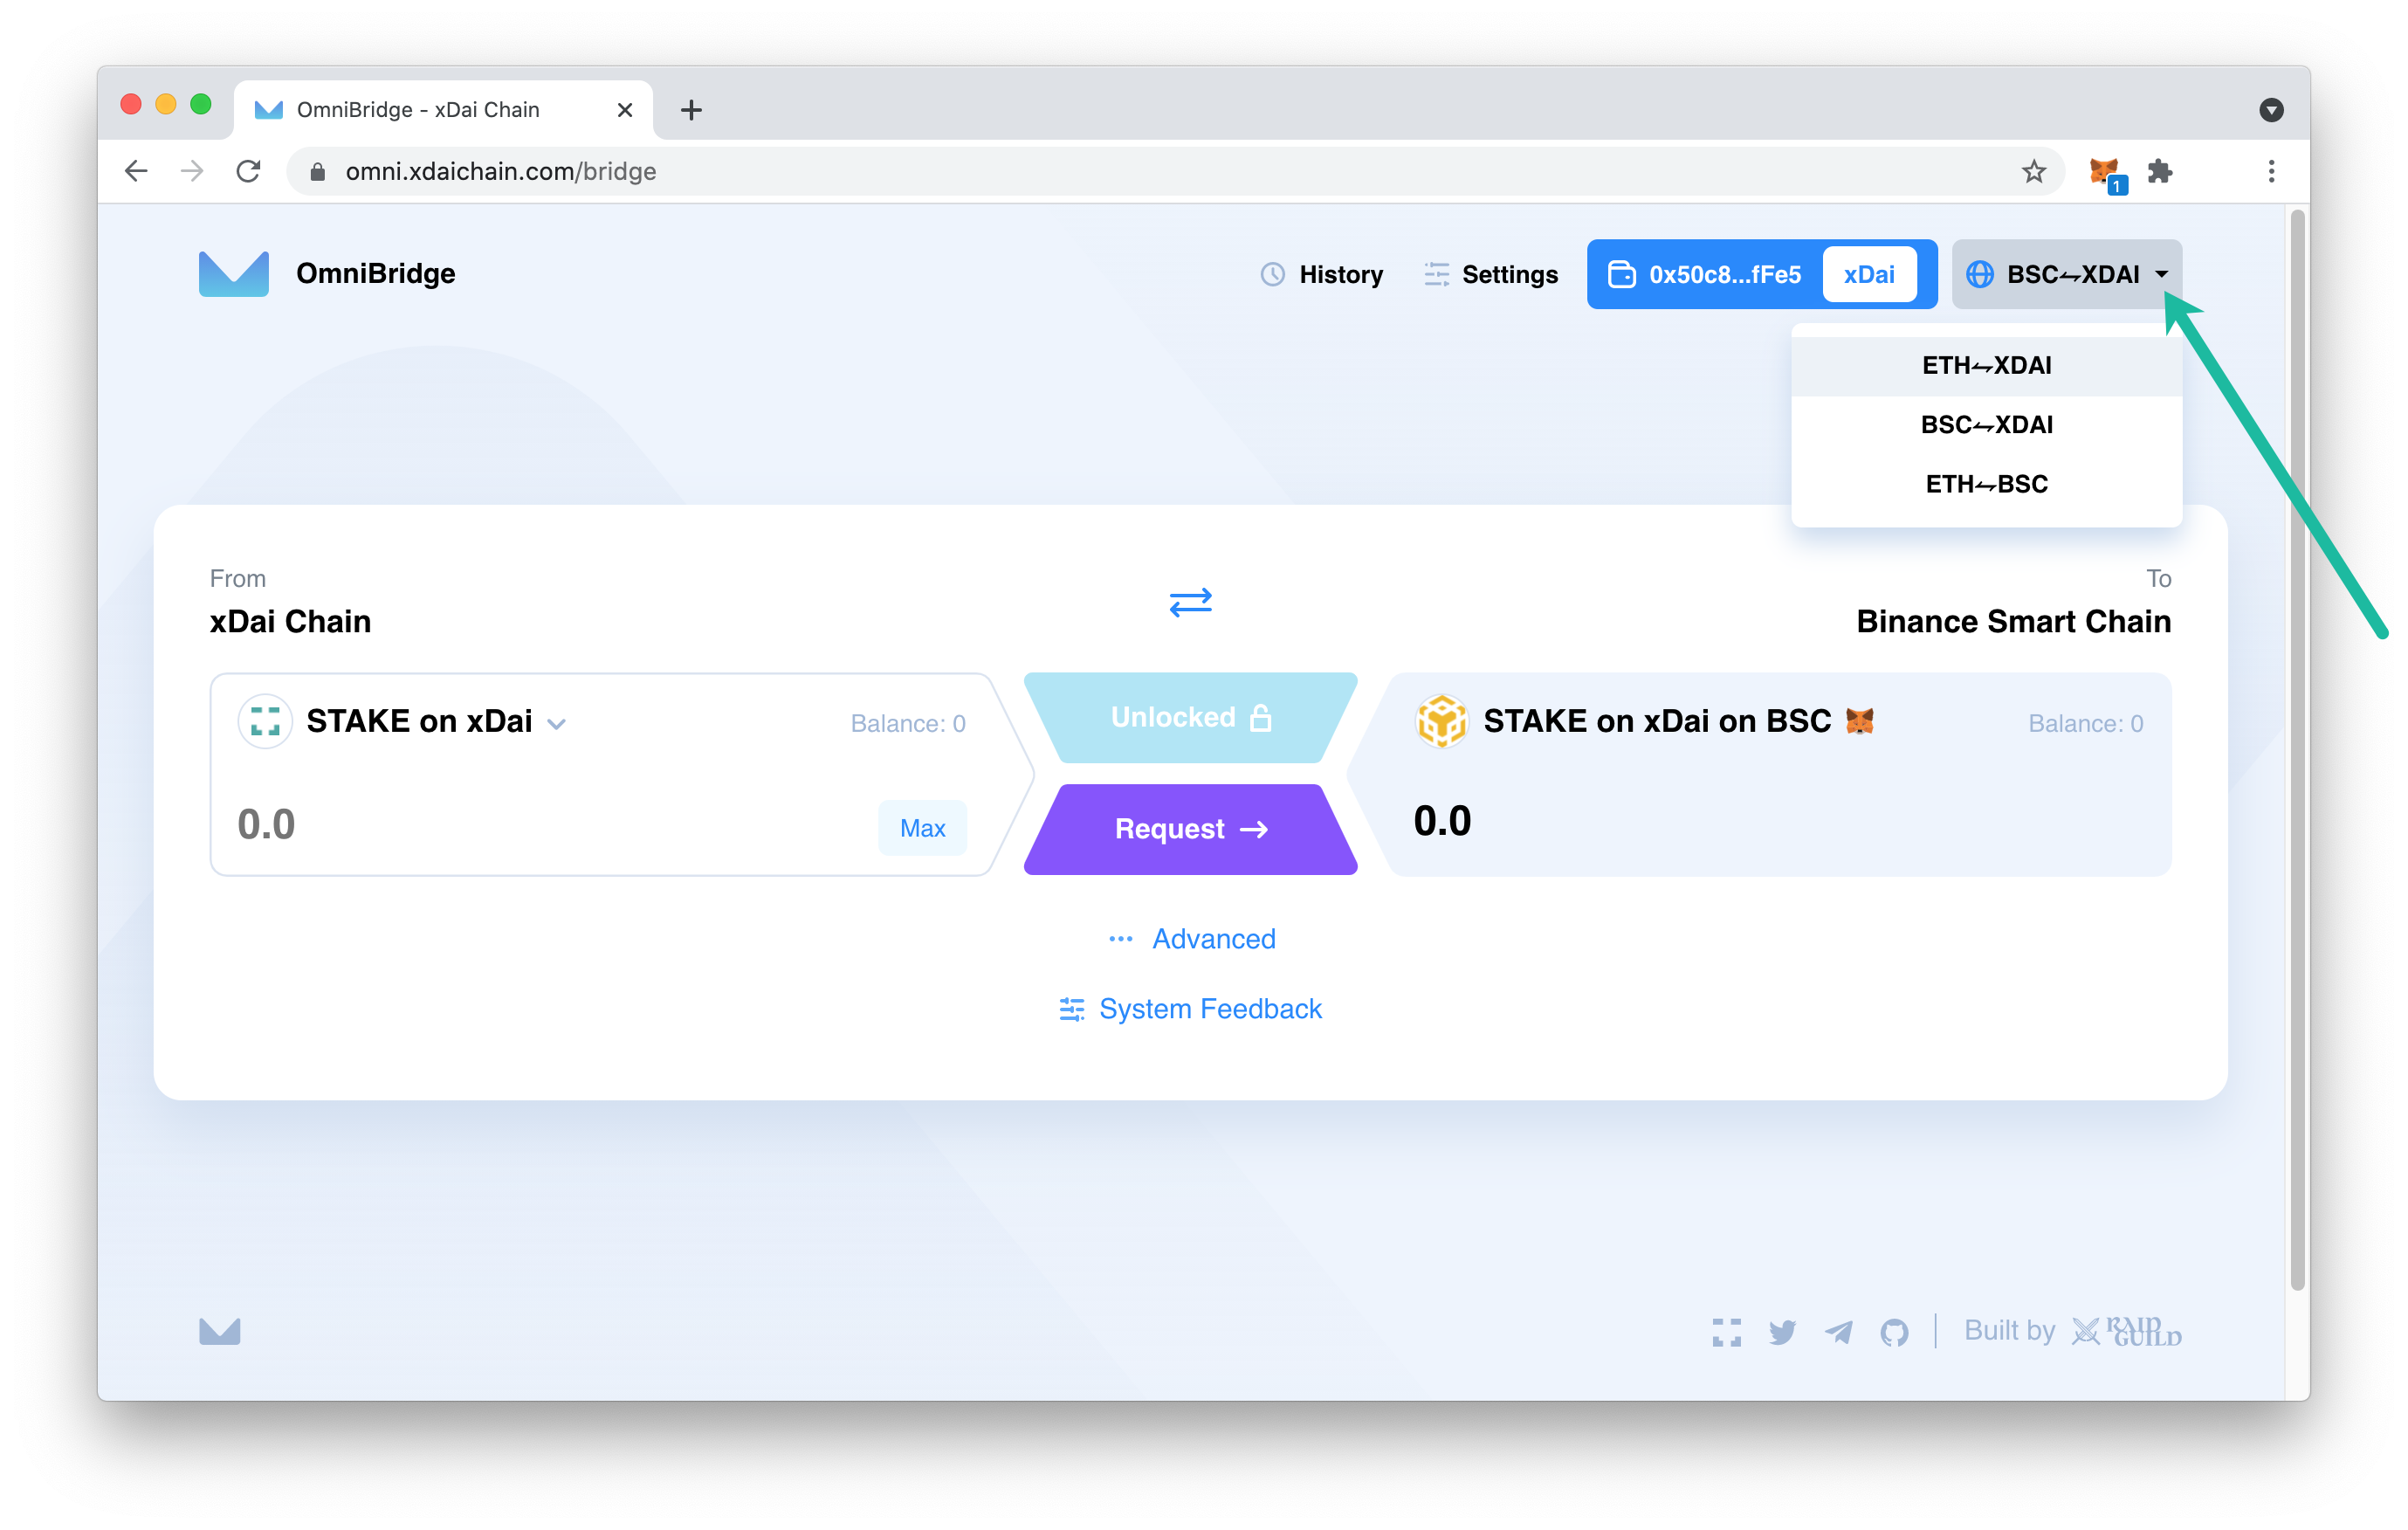 OmniBridge - xDai Chain
omni.xdaichain.com/bridge
1
OmniBridge
History
Settings
0x50c8...fFe5
xDai
BSC⇋XDAI
ETH⇋XDAI
BSC⇋XDAI
ETH⇋BSC
From
To
xDai Chain
Binance Smart Chain
STAKE on xDai
Balance: 0
Unlocked
STAKE on xDai on BSC
Balance: 0
0.0
Max
Request
0.0
Advanced
System Feedback
Built by
RAID
GUILD